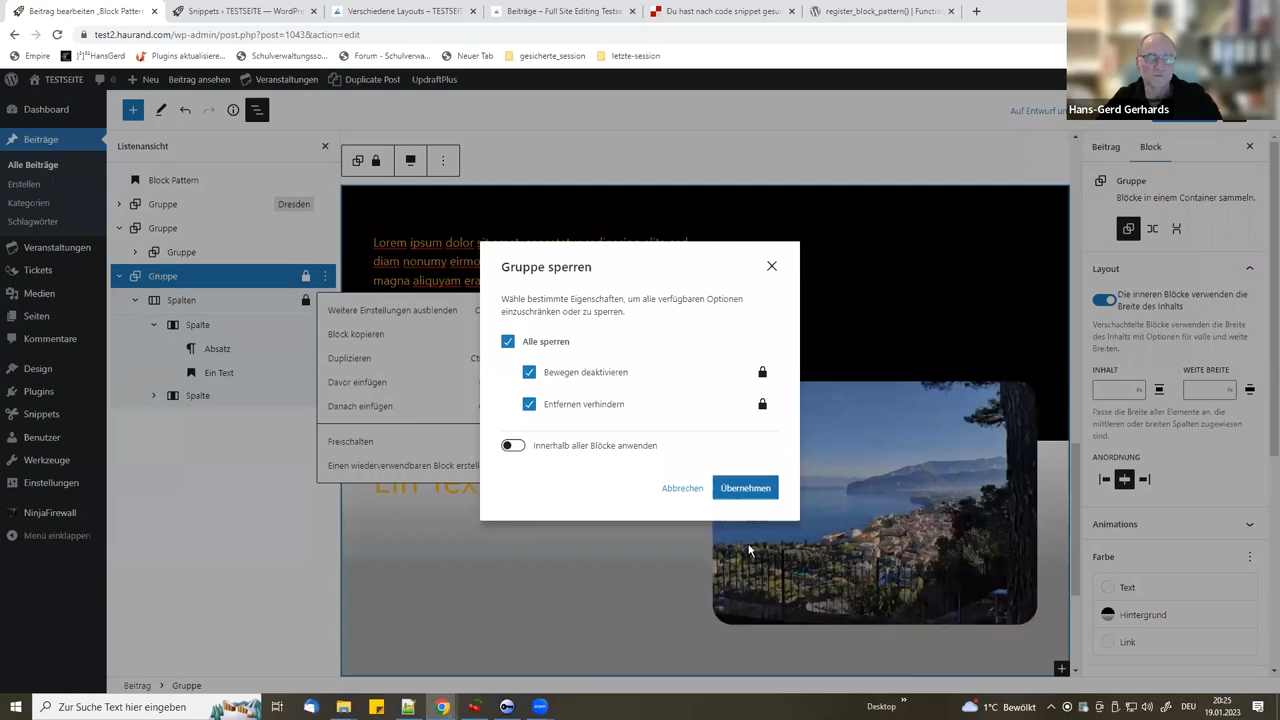 Beitrag bearbeiten „Block Pattern
Snippets ‹ TESTSEITE — WordPre
Verschiedene Layouts – TESTSEIT
Beiträge – Full Site Editing Testse
Du hast nach code snippet gesuc
register_block_pattern() | Functio
test2.haurand.com/wp-admin/post.php?post=1043&action=edit
Empire
)²]²HansGerd
Plugins aktualisiere...
Schulverwaltungsso...
Forum - Schulverwa...
Neuer Tab
gesicherte_session
letzte-session
TESTSEITE
0
Neu
Beitrag ansehen
Veranstaltungen
Duplicate Post
UpdraftPlus
Hans-Gerd Gerhards
Dashboard
Beiträge
Alle Beiträge
Erstellen
Kategorien
Schlagwörter
Veranstaltungen
Tickets
Medien
Seiten
Kommentare
Design
Plugins
Snippets
Benutzer
Werkzeuge
Einstellungen
NinjaFirewall
Menü einklappen
Auf Entwurf
Listenansicht
Block Pattern
Gruppe
Dresden
Gruppe
Gruppe
Gruppe
Spalten
Spalte
Absatz
Ein Text
Spalte
Weitere Einstellungen ausblenden
Block kopieren
Duplizieren
Davor einfügen
Danach einfügen
Freischalten
Einen wiederverwendbaren Block erstell
Lorem ipsum dolor
diam nonumy
magna aliquyam
Ein Tex
Gruppe sperren
Wähle bestimmte Eigenschaften, um alle verfügbaren Optionen
einzuschränken oder zu sperren.
Alle sperren
Bewegen deaktivieren
Entfernen verhindern
Innerhalb aller Blöcke anwenden
Abbrechen
Übernehmen
Beitrag
Block
Gruppe
Blöcke in einem Container sammeln.
Layout
Die inneren Blöcke verwenden die
Breite des Inhalts
Verschachtelte Blöcke verwenden die Breite
des Inhalts mit Optionen für volle und weite
Breiten.
INHALT
WEITE BREITE
Passe die Breite aller Elemente an, die
mittleren oder breiten Spalten zugewiesen
sind.
ANORDNUNG
Animations
Farbe
Text
Hintergrund
Link
Beitrag
Gruppe
Zur Suche Text hier eingeben
Desktop
1°C Bewölkt
DEU
20:25
19.01.2023